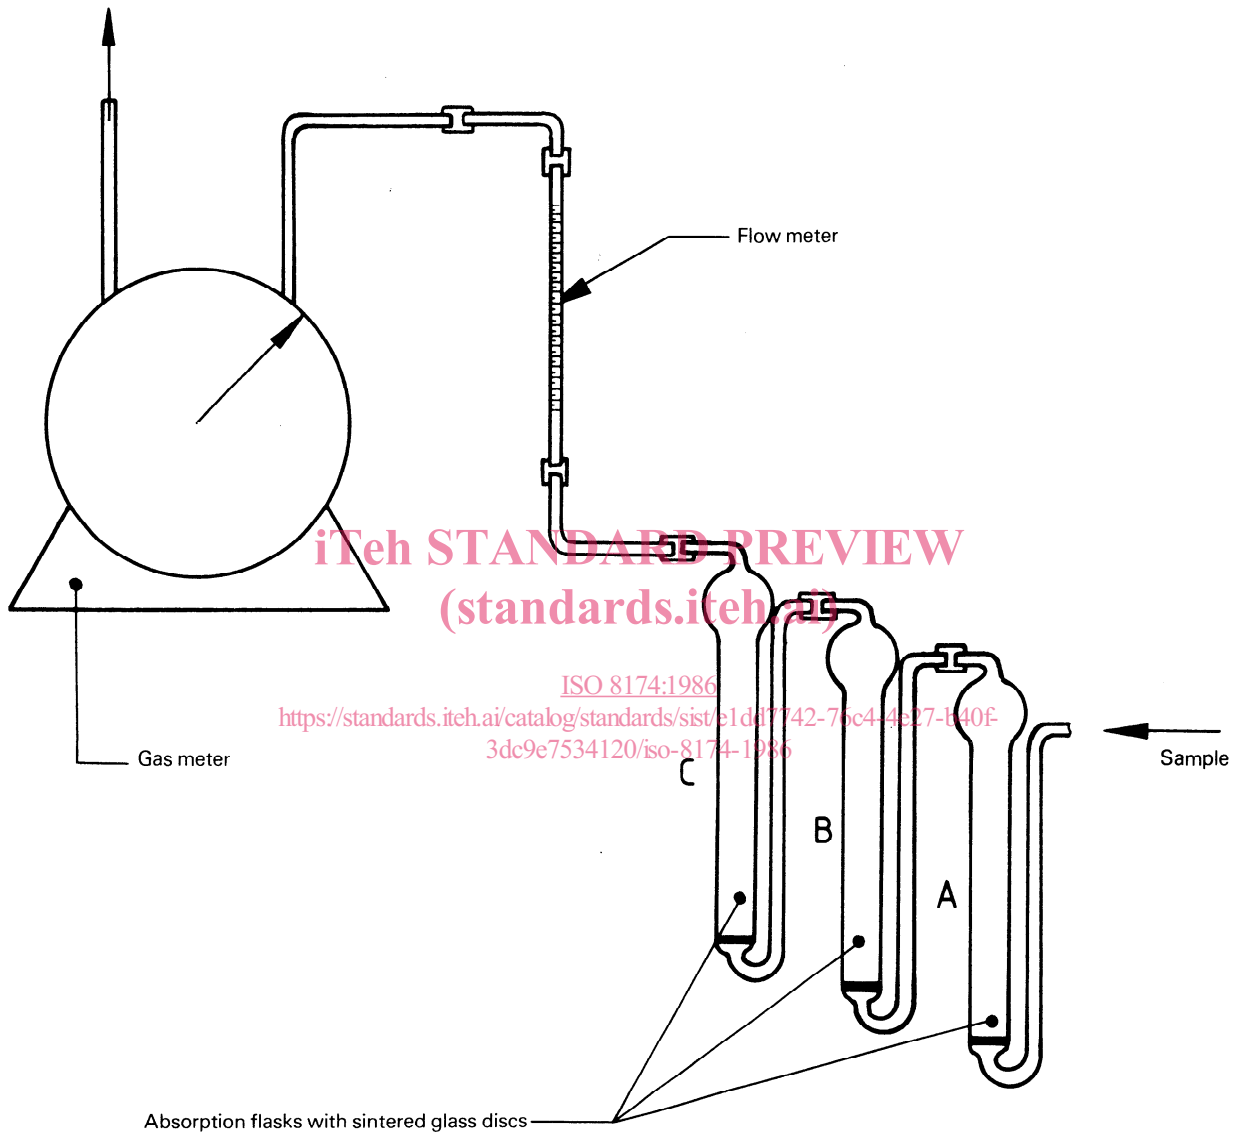 Flow meter
iTeh STANDARD PREVIEW
(standards.iteh.ai)
ISO 8174:1986
https://standards.iteh.ai/catalog/standards/sist/e1dd7742-76c4-4e27-b40f-
3dc9e7534120/iso-8174-1986
Gas meter
Sample
C
B
A
Absorption flasks with sintered glass discs